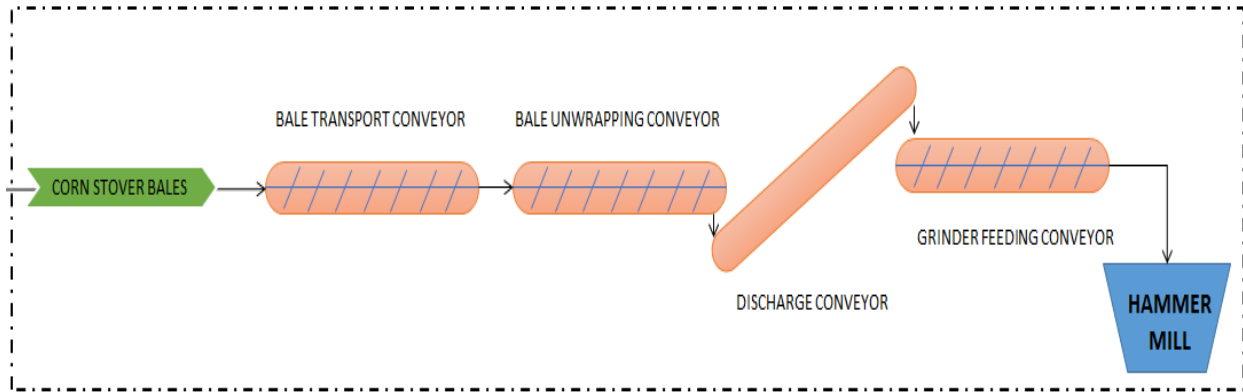 BALE TRANSPORT CONVEYOR
BALE UNWRAPPING CONVEYOR
CORN STOVER BALES
GRINDER FEEDING CONVEYOR
DISCHARGE CONVEYOR
HAMMER
MILL